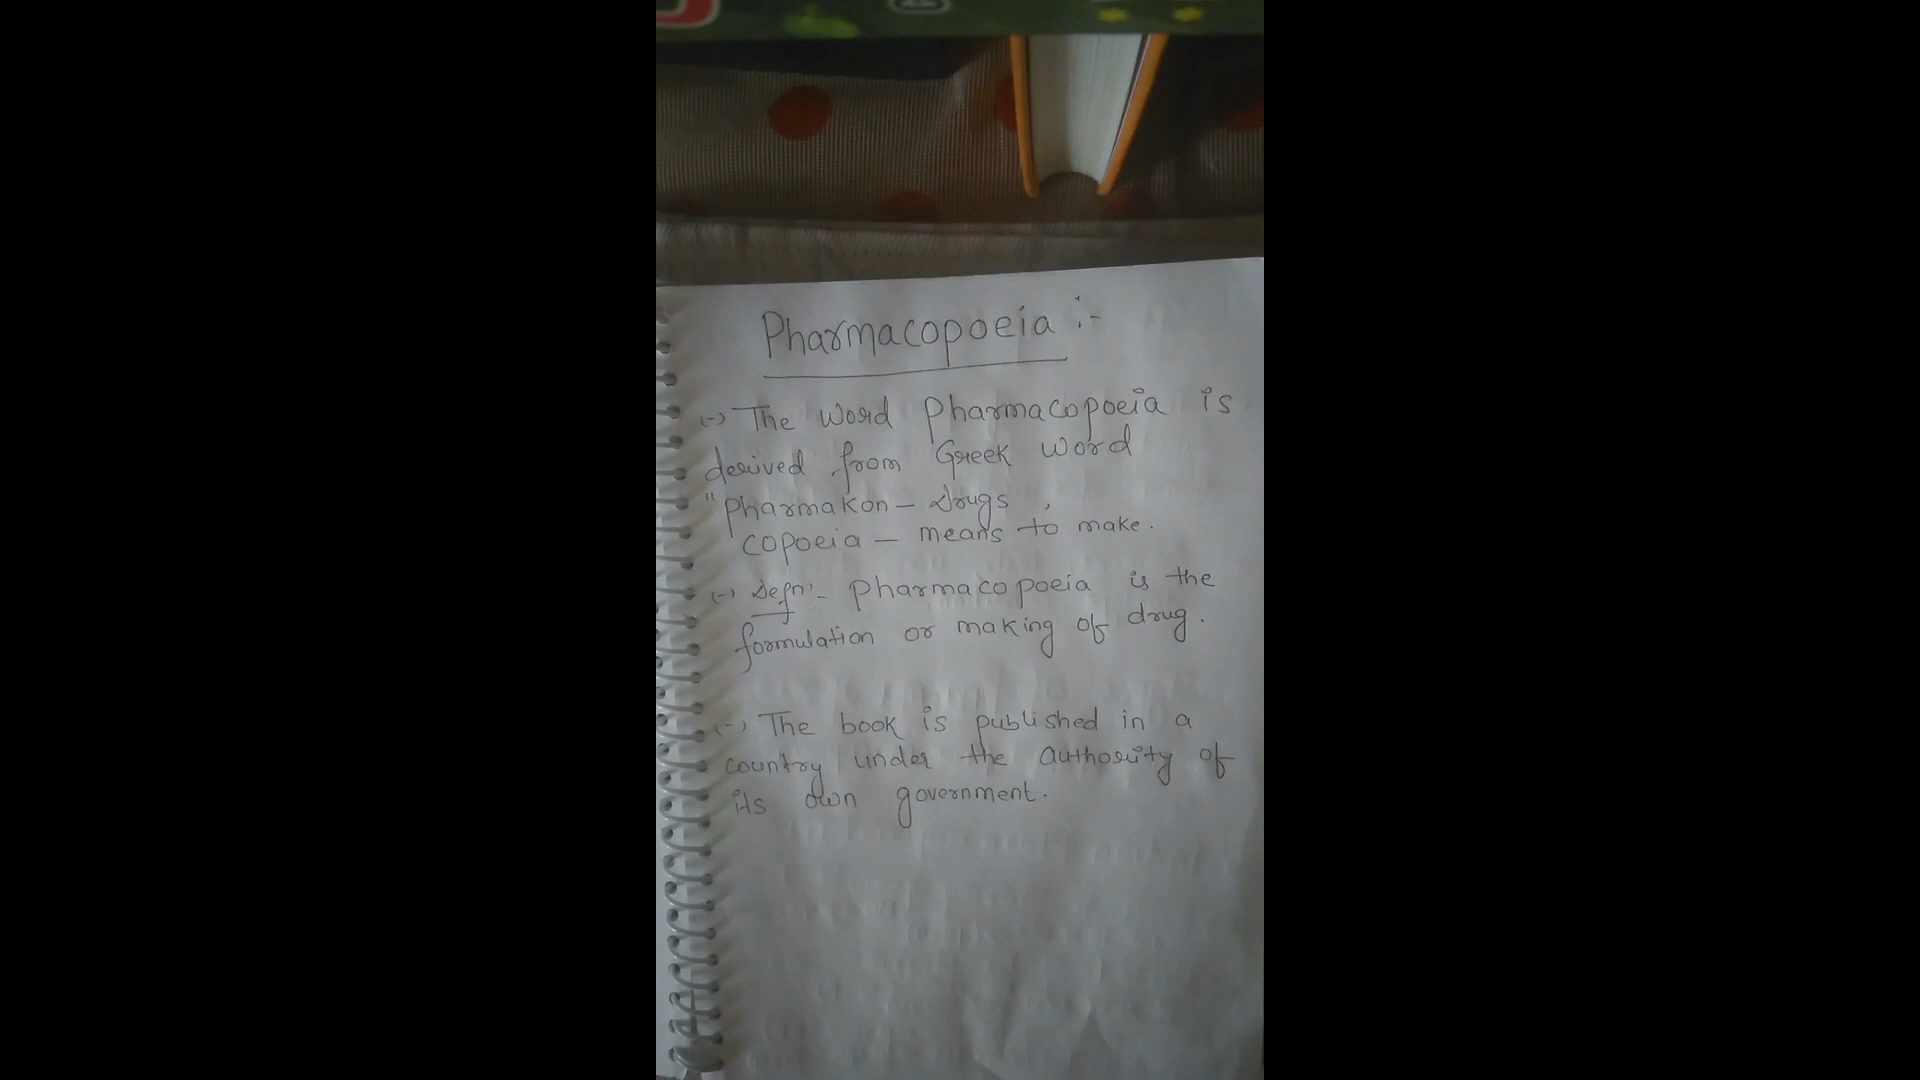 Pharmacopoeia :-
(-) The word pharmacopoeia is
derived from Greek word
"pharmakon - Drugs,
copoeia - means to make.
(-) Defn:- pharmacopoeia is the
formulation or making of drug.
(-) The book is published in a
country under the authority of
its own government.